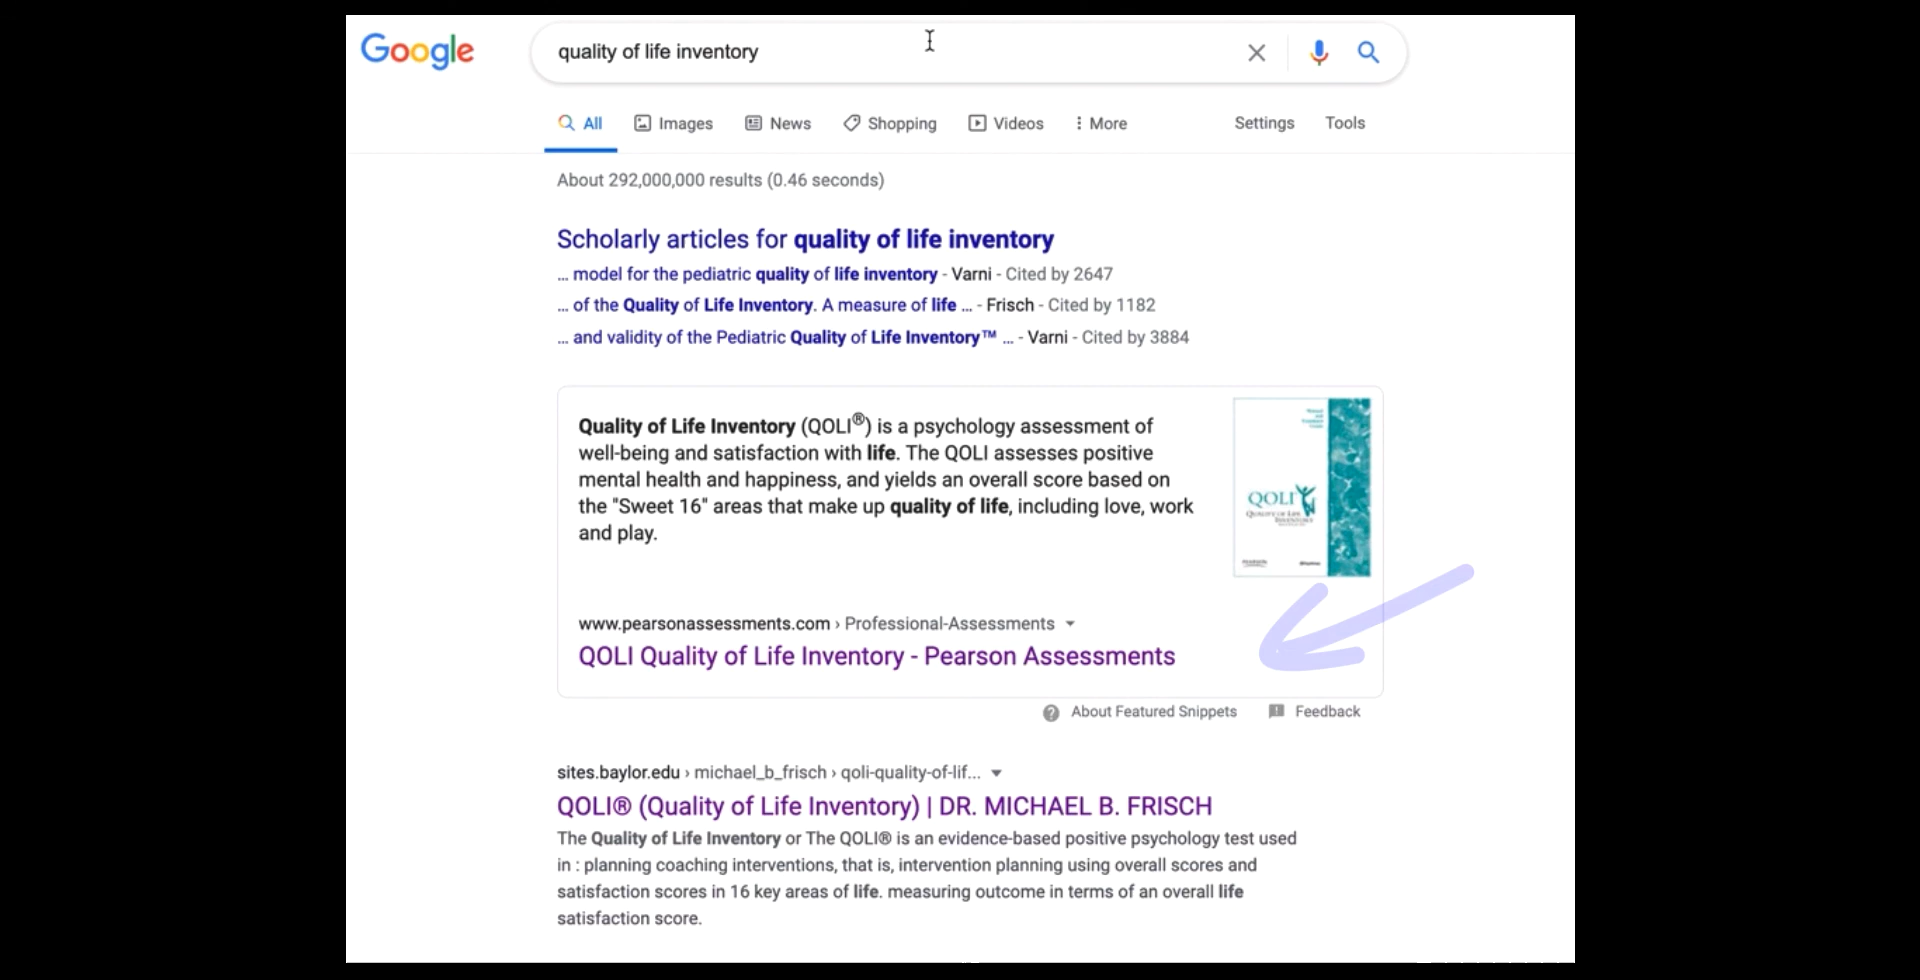 Google
quality of life inventory
All Images News Shopping Videos More Settings Tools
About 292,000,000 results (0.46 seconds)
Scholarly articles for quality of life inventory
... model for the pediatric quality of life inventory - Varni - Cited by 2647
... of the Quality of Life Inventory. A measure of life ... - Frisch - Cited by 1182
... and validity of the Pediatric Quality of Life Inventory™ ... - Varni - Cited by 3884
Quality of Life Inventory (QOLI®) is a psychology assessment of
well-being and satisfaction with life. The QOLI assesses positive
mental health and happiness, and yields an overall score based on
the "Sweet 16" areas that make up quality of life, including love, work
and play.
QOLI
Quality of Life
Inventory
www.pearsonassessments.com › Professional-Assessments
QOLI Quality of Life Inventory - Pearson Assessments
About Featured Snippets Feedback
sites.baylor.edu › michael_b_frisch › qoli-quality-of-lif...
QOLI® (Quality of Life Inventory) | DR. MICHAEL B. FRISCH
The Quality of Life Inventory or The QOLI® is an evidence-based positive psychology test used
in : planning coaching interventions, that is, intervention planning using overall scores and
satisfaction scores in 16 key areas of life. measuring outcome in terms of an overall life
satisfaction score.